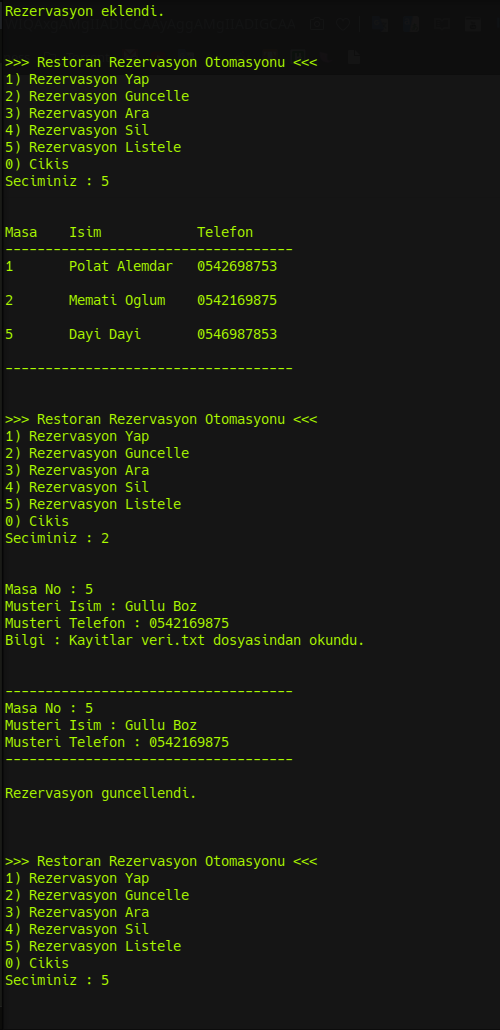 Rezervasyon eklendi.
>>> Restoran Rezervasyon Otomasyonu <<<
1) Rezervasyon Yap
2) Rezervasyon Guncelle
3) Rezervasyon Ara
4) Rezervasyon Sil
5) Rezervasyon Listele
0) Cikis
Seciminiz : 5
Masa    Isim            Telefon
------------------------------------
1       Polat Alemdar   0542698753
2       Memati Oglum    0542169875
5       Dayi Dayi       0546987853
------------------------------------
>>> Restoran Rezervasyon Otomasyonu <<<
1) Rezervasyon Yap
2) Rezervasyon Guncelle
3) Rezervasyon Ara
4) Rezervasyon Sil
5) Rezervasyon Listele
0) Cikis
Seciminiz : 2
Masa No : 5
Musteri Isim : Gullu Boz
Musteri Telefon : 0542169875
Bilgi : Kayitlar veri.txt dosyasindan okundu.
------------------------------------
Masa No : 5
Musteri Isim : Gullu Boz
Musteri Telefon : 0542169875
------------------------------------
Rezervasyon guncellendi.
>>> Restoran Rezervasyon Otomasyonu <<<
1) Rezervasyon Yap
2) Rezervasyon Guncelle
3) Rezervasyon Ara
4) Rezervasyon Sil
5) Rezervasyon Listele
0) Cikis
Seciminiz : 5